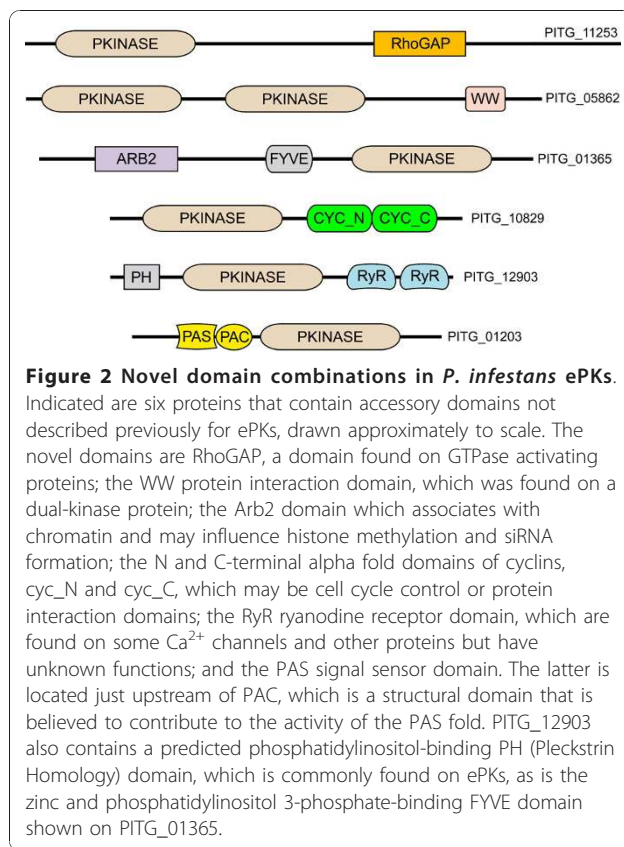 PKINASE RhoGAP PITG_11253
PKINASE PKINASE WW PITG_05862
ARB2 FYVE PKINASE PITG_01365
PKINASE CYC_N CYC_C PITG_10829
PH PKINASE RyR RyR PITG_12903
PAS PAC PKINASE PITG_01203
Figure 2 Novel domain combinations in P. infestans ePKs.
Indicated are six proteins that contain accessory domains not
described previously for ePKs, drawn approximately to scale. The
novel domains are RhoGAP, a domain found on GTPase activating
proteins; the WW protein interaction domain, which was found on a
dual-kinase protein; the Arb2 domain which associates with
chromatin and may influence histone methylation and siRNA
formation; the N and C-terminal alpha fold domains of cyclins,
cyc_N and cyc_C, which may be cell cycle control or protein
interaction domains; the RyR ryanodine receptor domain, which are
found on some Ca²⁺ channels and other proteins but have
unknown functions; and the PAS signal sensor domain. The latter is
located just upstream of PAC, which is a structural domain that is
believed to contribute to the activity of the PAS fold. PITG_12903
also contains a predicted phosphatidylinositol-binding PH (Pleckstrin
Homology) domain, which is commonly found on ePKs, as is the
zinc and phosphatidylinositol 3-phosphate-binding FYVE domain
shown on PITG_01365.